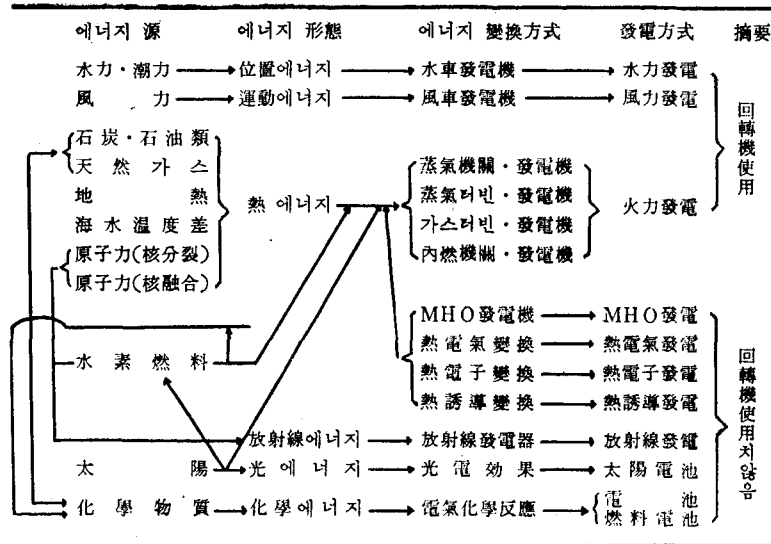 에너지 源 에너지 形態 에너지 變換方式 發電方式 摘要
水力·潮力 位置에너지 水車發電機 水力發電
風力 運動에너지 風車發電機 風力發電
回轉機使用
石炭·石油類
天然가스
地熱
海水溫度差
原子力(核分裂)
原子力(核融合)
熱에너지
蒸氣機關·發電機
蒸氣터빈·發電機
가스터빈·發電機
內燃機關·發電機
火力發電
水素燃料
MHO發電機 MHO發電
熱電氣變換 熱電氣發電
熱電子變換 熱電子發電
熱誘導變換 熱誘導發電
放射線에너지 放射線發電器 放射線發電
太陽 光에너지 光電効果 太陽電池
化學物質 化學에너지 電氣化學反應 電池
燃料電池
回轉機使用치않음